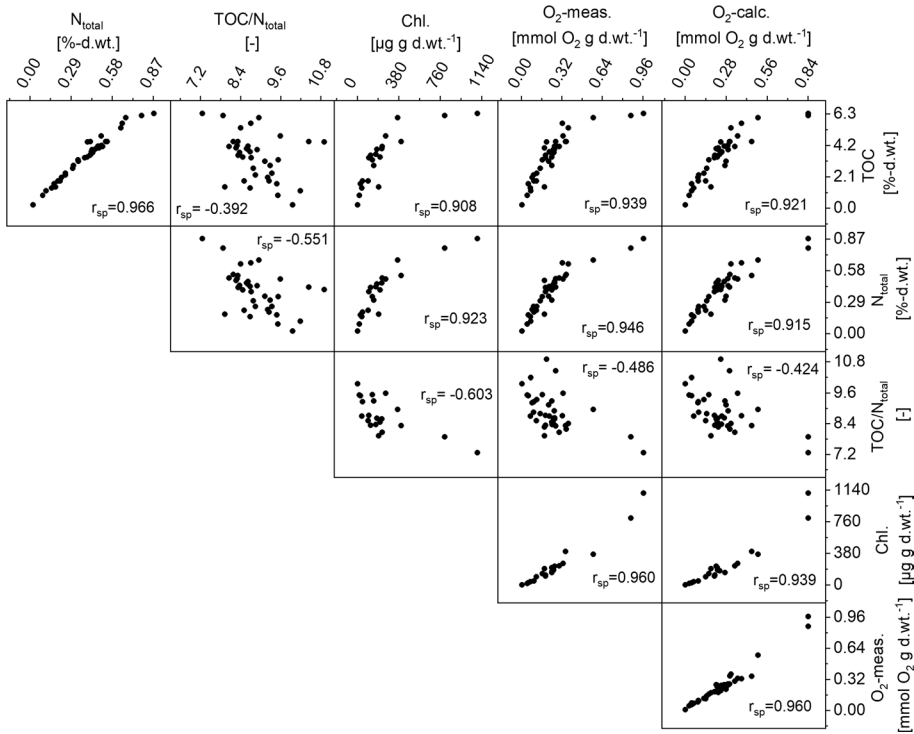 N_total TOC/N_total Chl. O₂-meas. O₂-calc.
[%-d.wt.] [-] [µg g d.wt.⁻¹] [mmol O₂ g d.wt.⁻¹] [mmol O₂ g d.wt.⁻¹]
0.00 0.29 0.58 0.87 7.2 8.4 9.6 10.8 0 380 760 1140 0.00 0.32 0.64 0.96 0.00 0.28 0.56 0.84
6.3
4.2
2.1
0.0
TOC
[%-d.wt.]
r_sp=0.966 r_sp= -0.392 r_sp=0.908 r_sp=0.939 r_sp=0.921
r_sp= -0.551
0.87
0.58
0.29
0.00
N_total
[%-d.wt.]
r_sp=0.923 r_sp=0.946 r_sp=0.915
10.8
9.6
8.4
7.2
TOC/N_total
[-]
r_sp= -0.603 r_sp= -0.486 r_sp= -0.424
1140
760
380
0
Chl.
[µg g d.wt.⁻¹]
r_sp=0.960 r_sp=0.939
0.96
0.64
0.32
0.00
O₂-meas.
[mmol O₂ g d.wt.⁻¹]
r_sp=0.960